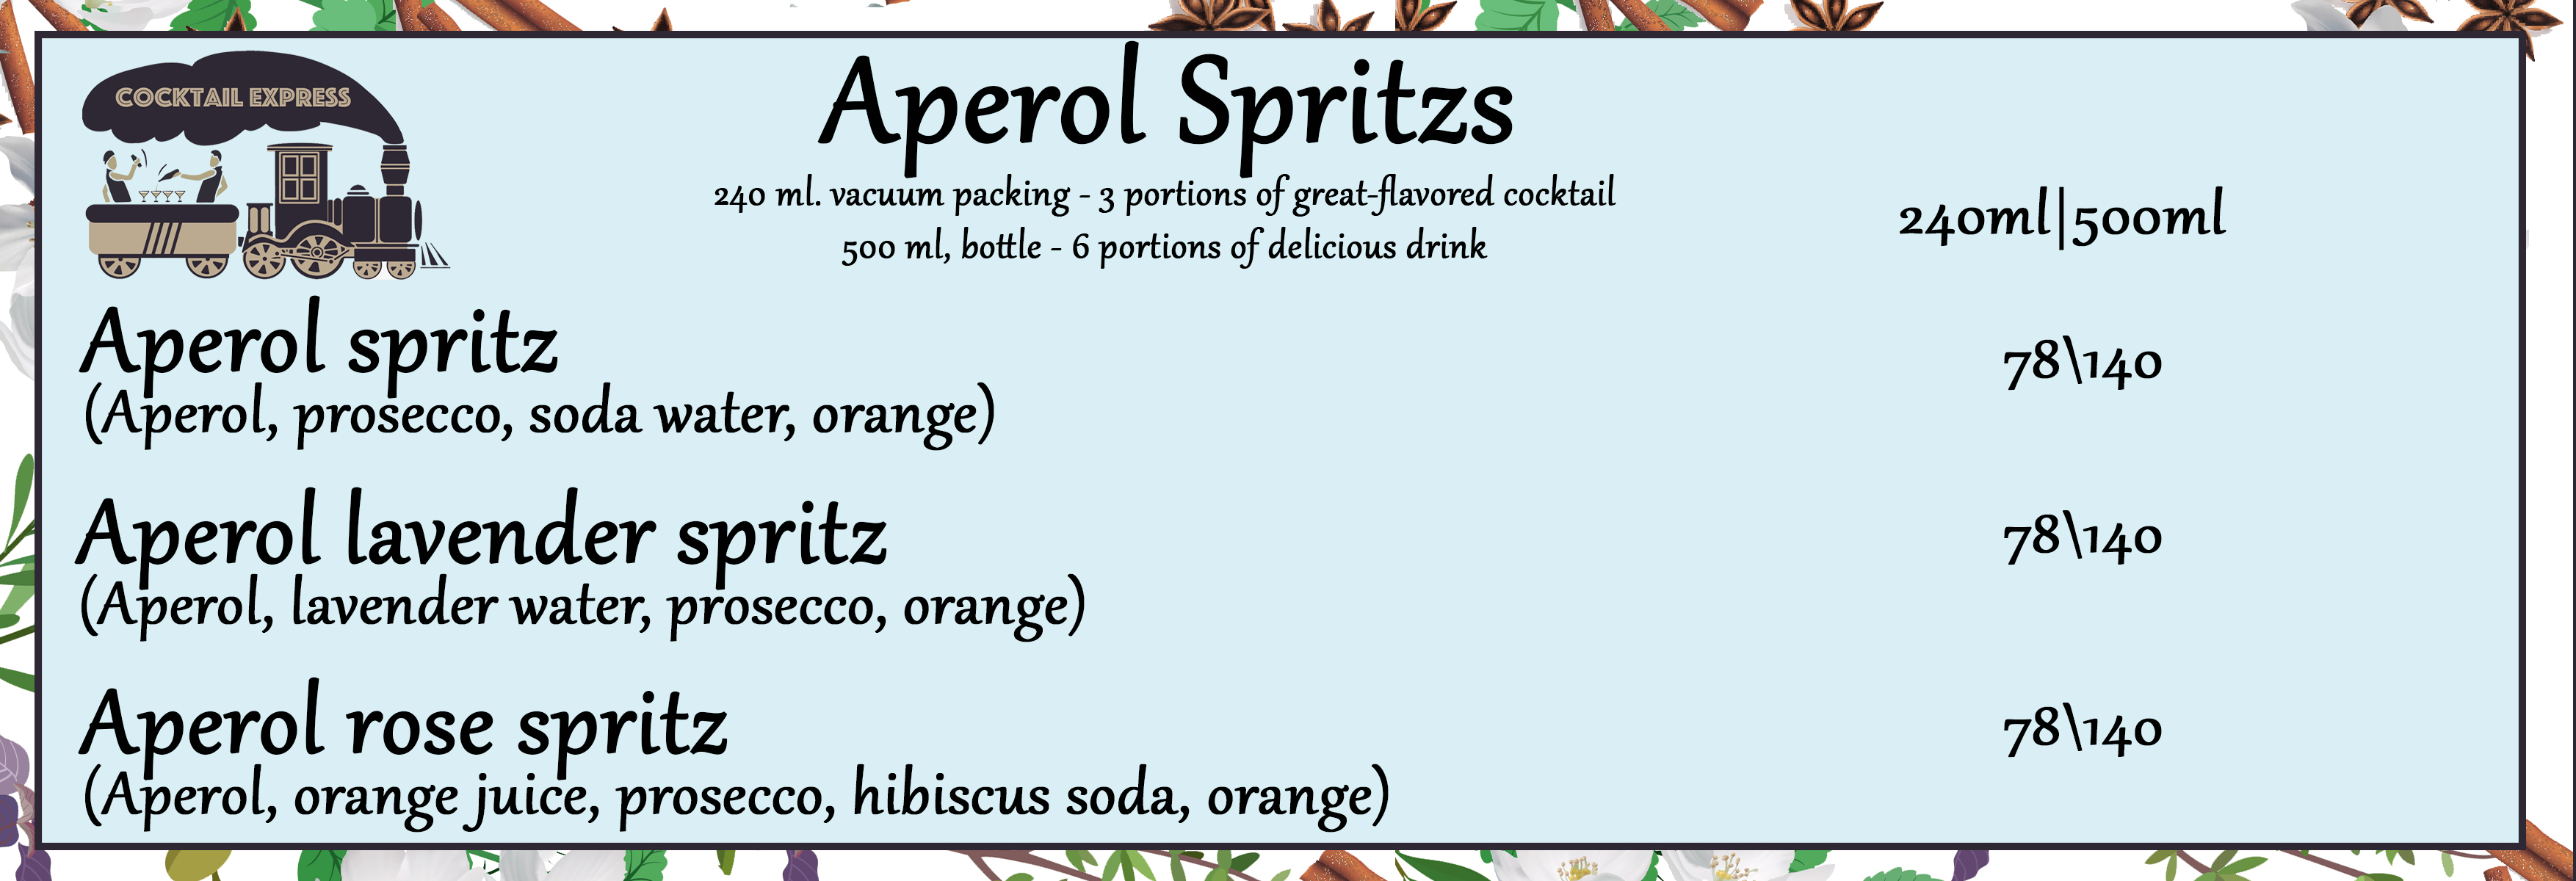 COCKTAIL EXPRESS
Aperol Spritzs
240 ml. vacuum packing - 3 portions of great-flavored cocktail
500 ml, bottle - 6 portions of delicious drink
240ml|500ml
Aperol spritz
78\140
(Aperol, prosecco, soda water, orange)
Aperol lavender spritz
78\140
(Aperol, lavender water, prosecco, orange)
Aperol rose spritz
78\140
(Aperol, orange juice, prosecco, hibiscus soda, orange)